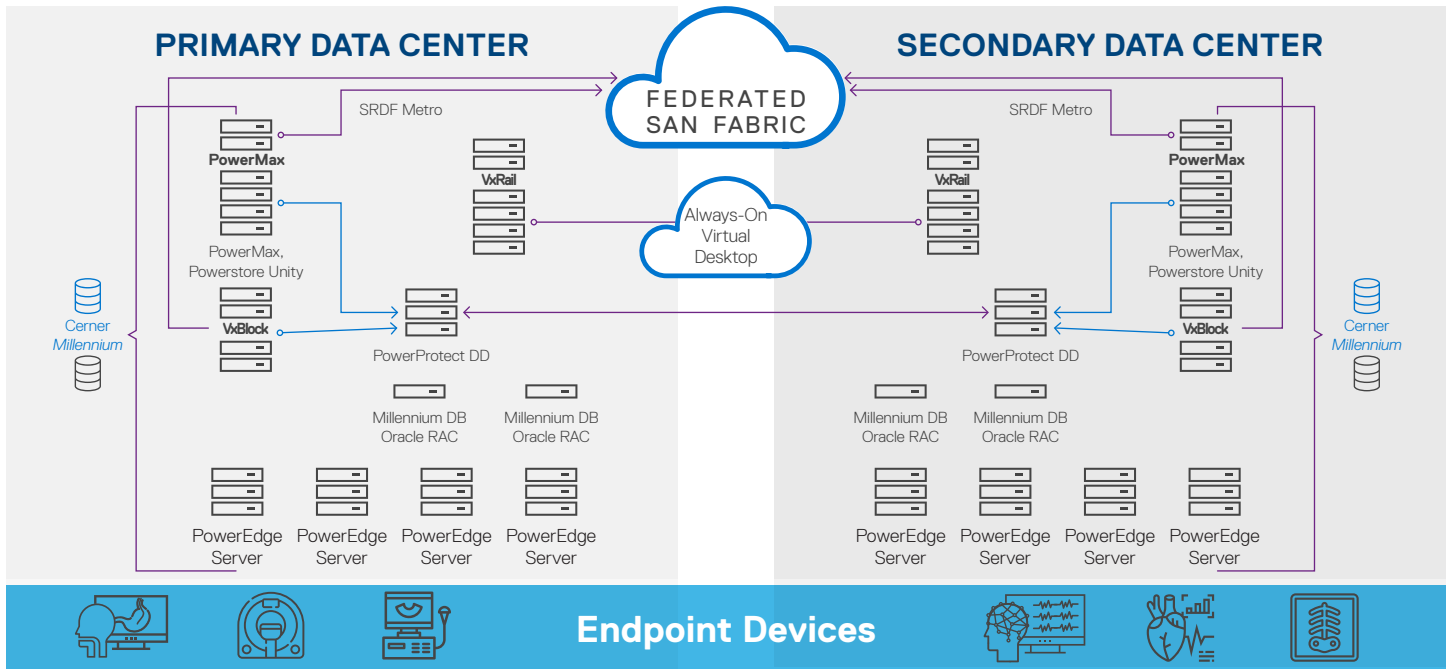 PRIMARY DATA CENTER
SECONDARY DATA CENTER
FEDERATED
SAN FABRIC
SRDF Metro
SRDF Metro
PowerMax
VxRail
VxRail
PowerMax
Always-On
Virtual
Desktop
PowerMax,
Powerstore Unity
PowerMax,
Powerstore Unity
Cerner
Millennium
VxBlock
VxBlock
Cerner
Millennium
PowerProtect DD
PowerProtect DD
Millennium DB
Oracle RAC
Millennium DB
Oracle RAC
Millennium DB
Oracle RAC
Millennium DB
Oracle RAC
PowerEdge
Server
PowerEdge
Server
PowerEdge
Server
PowerEdge
Server
PowerEdge
Server
PowerEdge
Server
PowerEdge
Server
PowerEdge
Server
Endpoint Devices